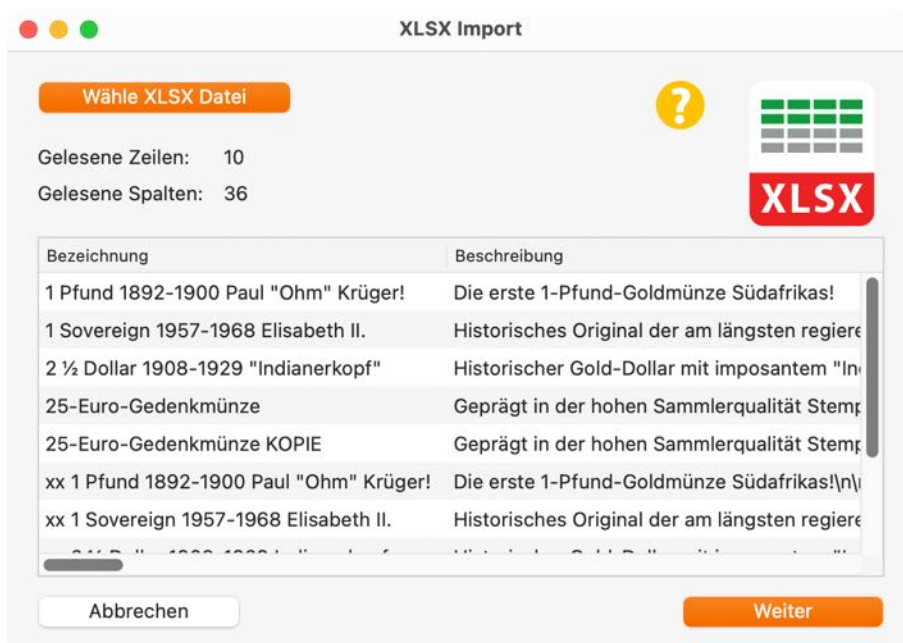 XLSX Import
Wähle XLSX Datei
?
Gelesene Zeilen: 10
Gelesene Spalten: 36
XLSX
Bezeichnung Beschreibung
1 Pfund 1892-1900 Paul "Ohm" Krüger! Die erste 1-Pfund-Goldmünze Südafrikas!
1 Sovereign 1957-1968 Elisabeth II. Historisches Original der am längsten regiere
2 ½ Dollar 1908-1929 "Indianerkopf" Historischer Gold-Dollar mit imposantem "In
25-Euro-Gedenkmünze Geprägt in der hohen Sammlerqualität Stemp
25-Euro-Gedenkmünze KOPIE Geprägt in der hohen Sammlerqualität Stemp
xx 1 Pfund 1892-1900 Paul "Ohm" Krüger! Die erste 1-Pfund-Goldmünze Südafrikas!\n\
xx 1 Sovereign 1957-1968 Elisabeth II. Historisches Original der am längsten regiere
Abbrechen Weiter